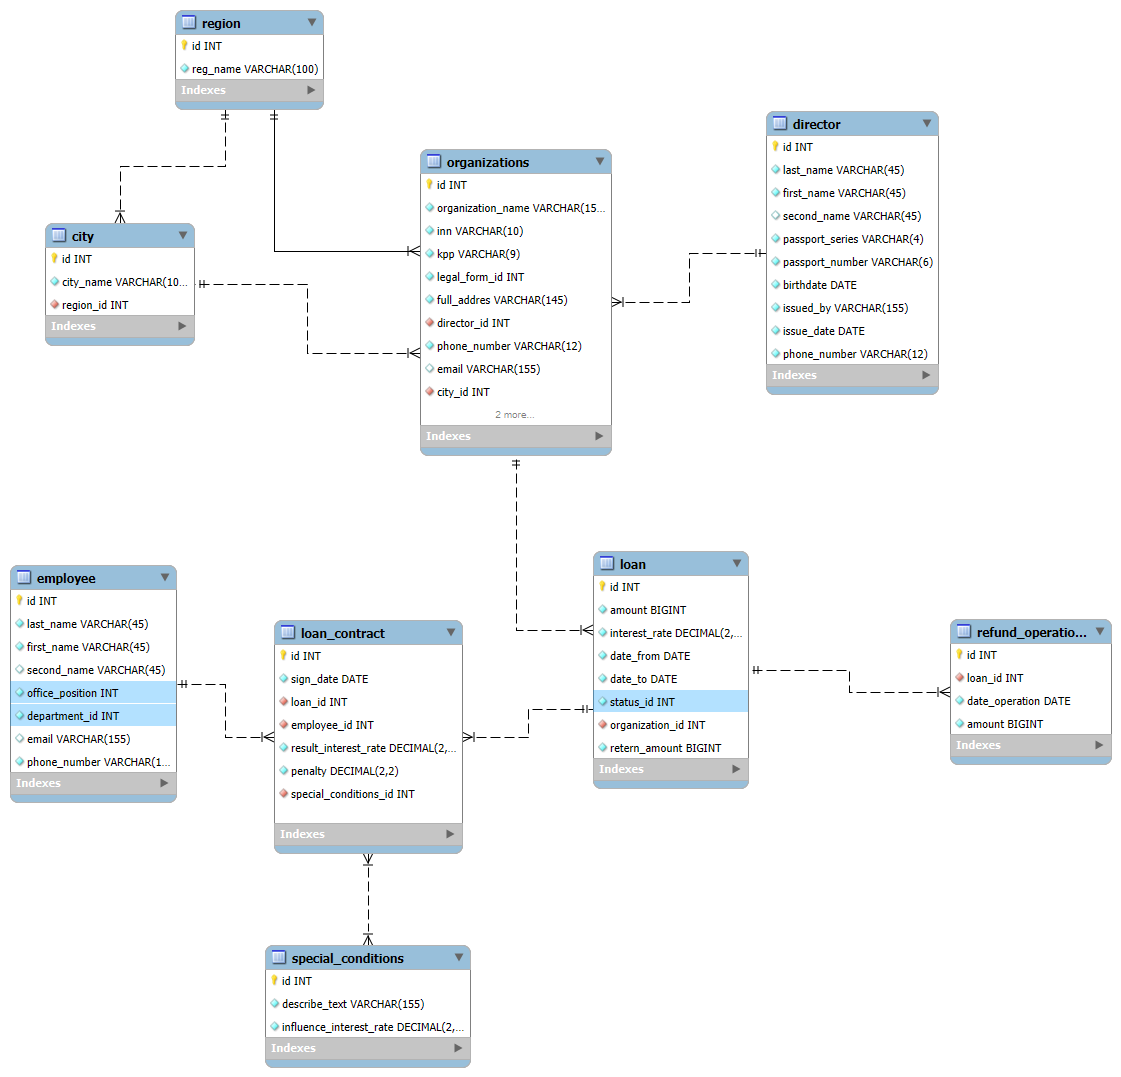 region
id INT
reg_name VARCHAR(100)
Indexes
director
id INT
last_name VARCHAR(45)
first_name VARCHAR(45)
second_name VARCHAR(45)
passport_series VARCHAR(4)
passport_number VARCHAR(6)
birthdate DATE
issued_by VARCHAR(155)
issue_date DATE
phone_number VARCHAR(12)
Indexes
organizations
id INT
organization_name VARCHAR(15...
inn VARCHAR(10)
kpp VARCHAR(9)
legal_form_id INT
full_addres VARCHAR(145)
director_id INT
phone_number VARCHAR(12)
email VARCHAR(155)
city_id INT
2 more...
Indexes
city
id INT
city_name VARCHAR(10...
region_id INT
Indexes
employee
id INT
last_name VARCHAR(45)
first_name VARCHAR(45)
second_name VARCHAR(45)
office_position INT
department_id INT
email VARCHAR(155)
phone_number VARCHAR(1...
Indexes
loan_contract
id INT
sign_date DATE
loan_id INT
employee_id INT
result_interest_rate DECIMAL(2,...
penalty DECIMAL(2,2)
special_conditions_id INT
Indexes
loan
id INT
amount BIGINT
interest_rate DECIMAL(2,...
date_from DATE
date_to DATE
status_id INT
organization_id INT
retern_amount BIGINT
Indexes
refund_operatio...
id INT
loan_id INT
date_operation DATE
amount BIGINT
Indexes
special_conditions
id INT
describe_text VARCHAR(155)
influence_interest_rate DECIMAL(2,...
Indexes